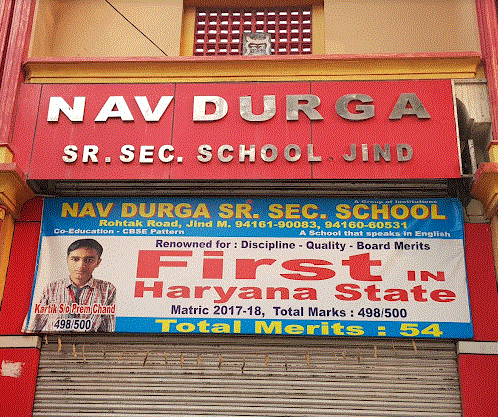 NAV DURGA
SR. SEC. SCHOOL JIND
A Group of Institutions
NAV DURGA SR. SEC. SCHOOL
Rohtak Road, Jind M. 94161-90083, 94160-60531
Co-Education - CBSE Pattern
A School that speaks in English
Renowned for : Discipline - Quality - Board Merits
First IN
Haryana State
Kartik S/o Prem Chand
498/500
Matric 2017-18, Total Marks : 498/500
Total Merits : 54